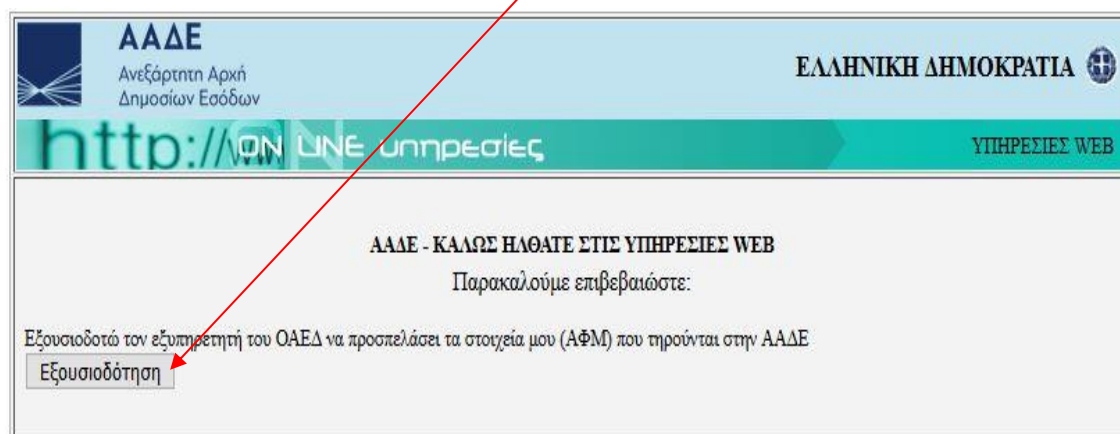 ΑΑΔΕ
Ανεξάρτητη Αρχή
Δημοσίων Εσόδων
ΕΛΛΗΝΙΚΗ ΔΗΜΟΚΡΑΤΙΑ
http://www
ON LINE υπηρεσίες
ΥΠΗΡΕΣΙΕΣ WEB
ΑΑΔΕ - ΚΑΛΩΣ ΗΛΘΑΤΕ ΣΤΙΣ ΥΠΗΡΕΣΙΕΣ WEB
Παρακαλούμε επιβεβαιώστε:
Εξουσιοδοτώ τον εξυπηρετητή του ΟΑΕΔ να προσπελάσει τα στοιχεία μου (ΑΦΜ) που τηρούνται στην ΑΑΔΕ
Εξουσιοδότηση